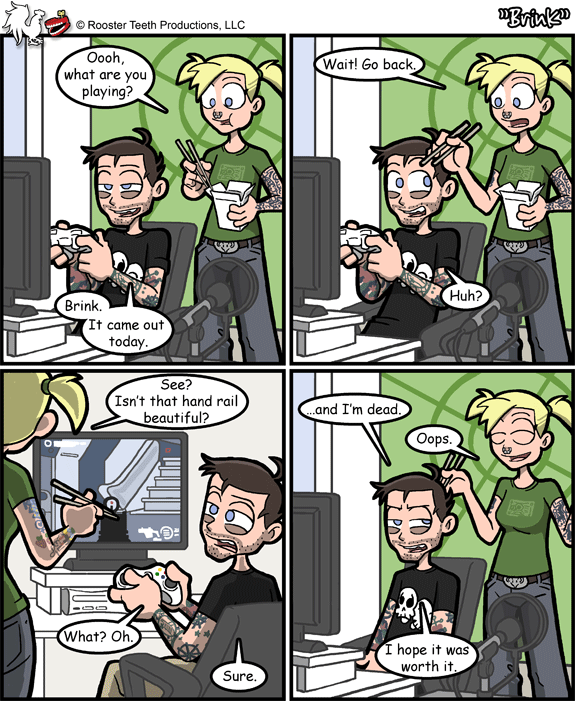 © Rooster Teeth Productions, LLC
"Brink"
Oooh,
what are you
playing?
Brink.
It came out
today.
Wait! Go back.
Huh?
See?
Isn't that hand rail
beautiful?
What? Oh.
Sure.
...and I'm dead.
Oops.
I hope it was
worth it.